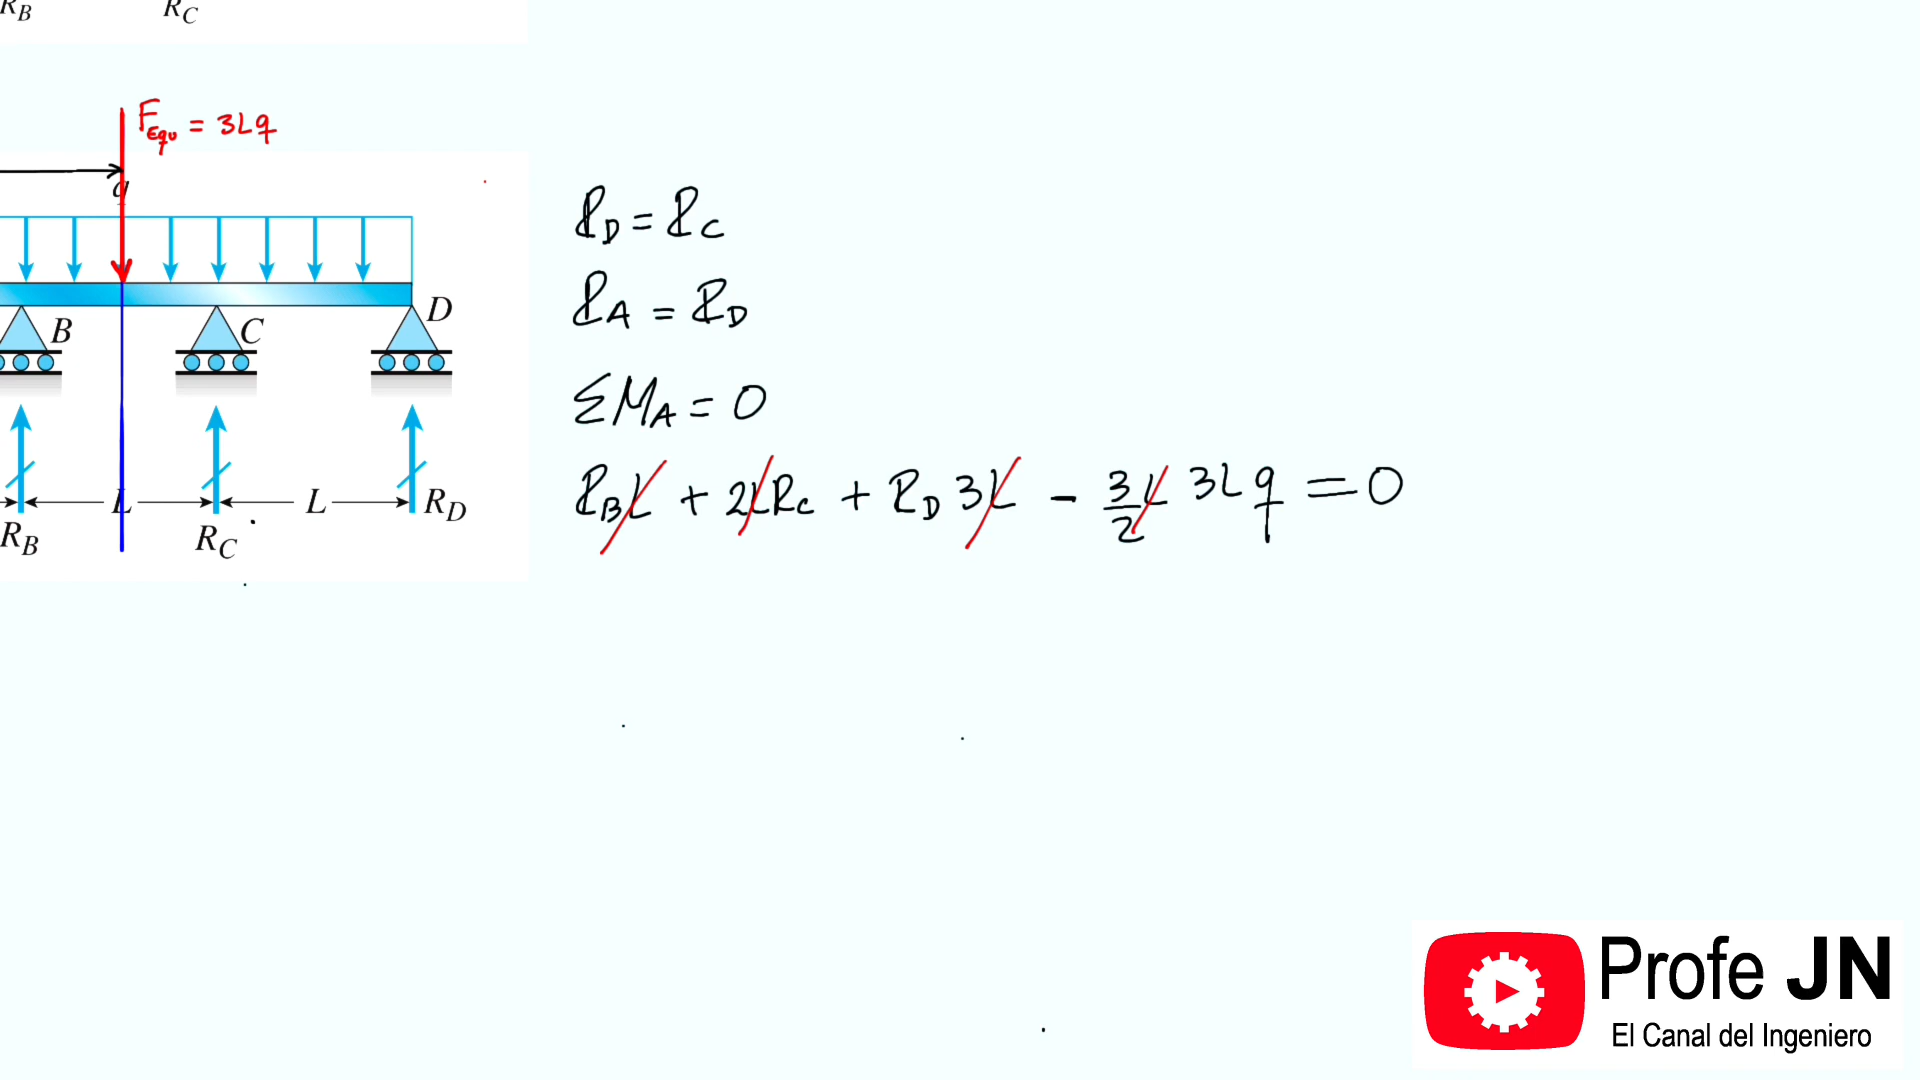 R_B R_C
F_Equ = 3Lq
q
B C D
L L R_D
R_B R_C
R_D = R_C
R_A = R_D
ΣM_A = 0
R_B L + 2L R_C + R_D 3L - 3/2 L 3Lq = 0
Profe JN
El Canal del Ingeniero